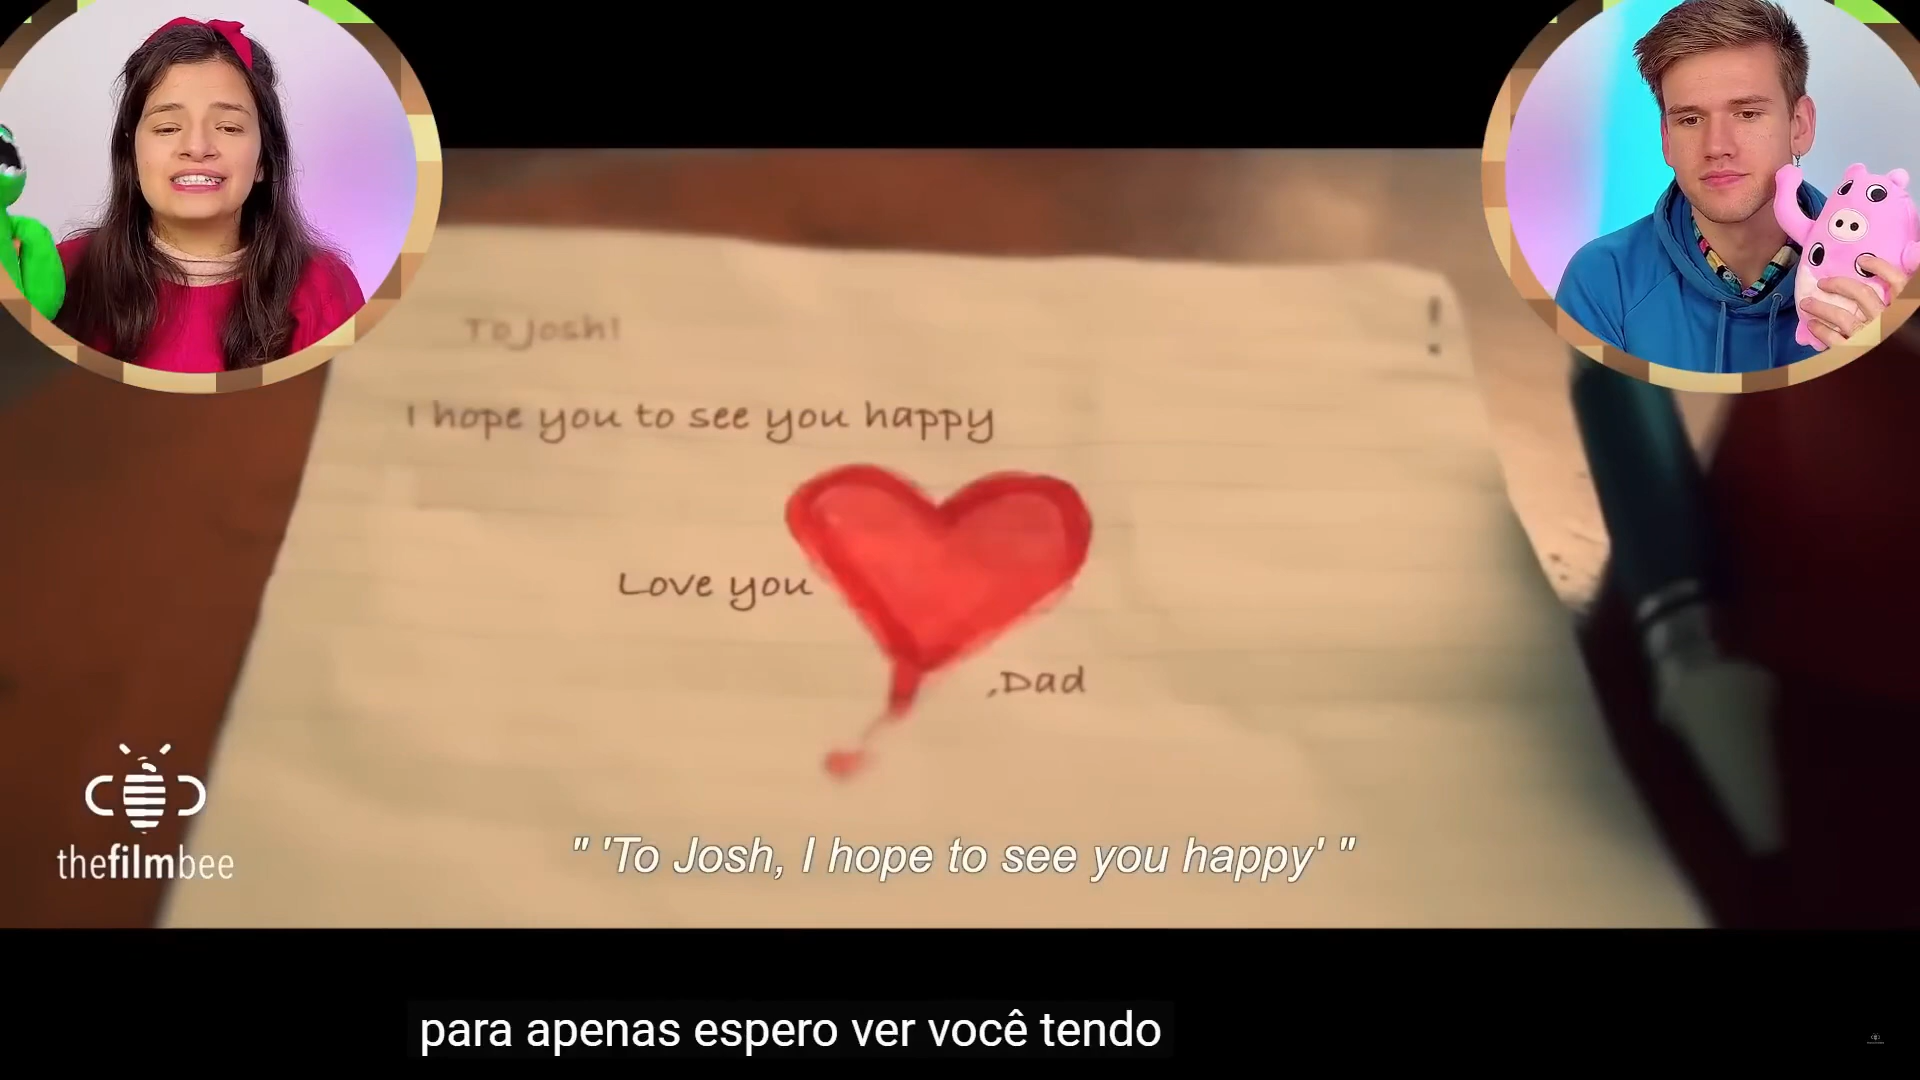 To Josh!
!
I hope you to see you happy
Love you
,Dad
thefilmbee
" 'To Josh, I hope to see you happy' "
para apenas espero ver você tendo